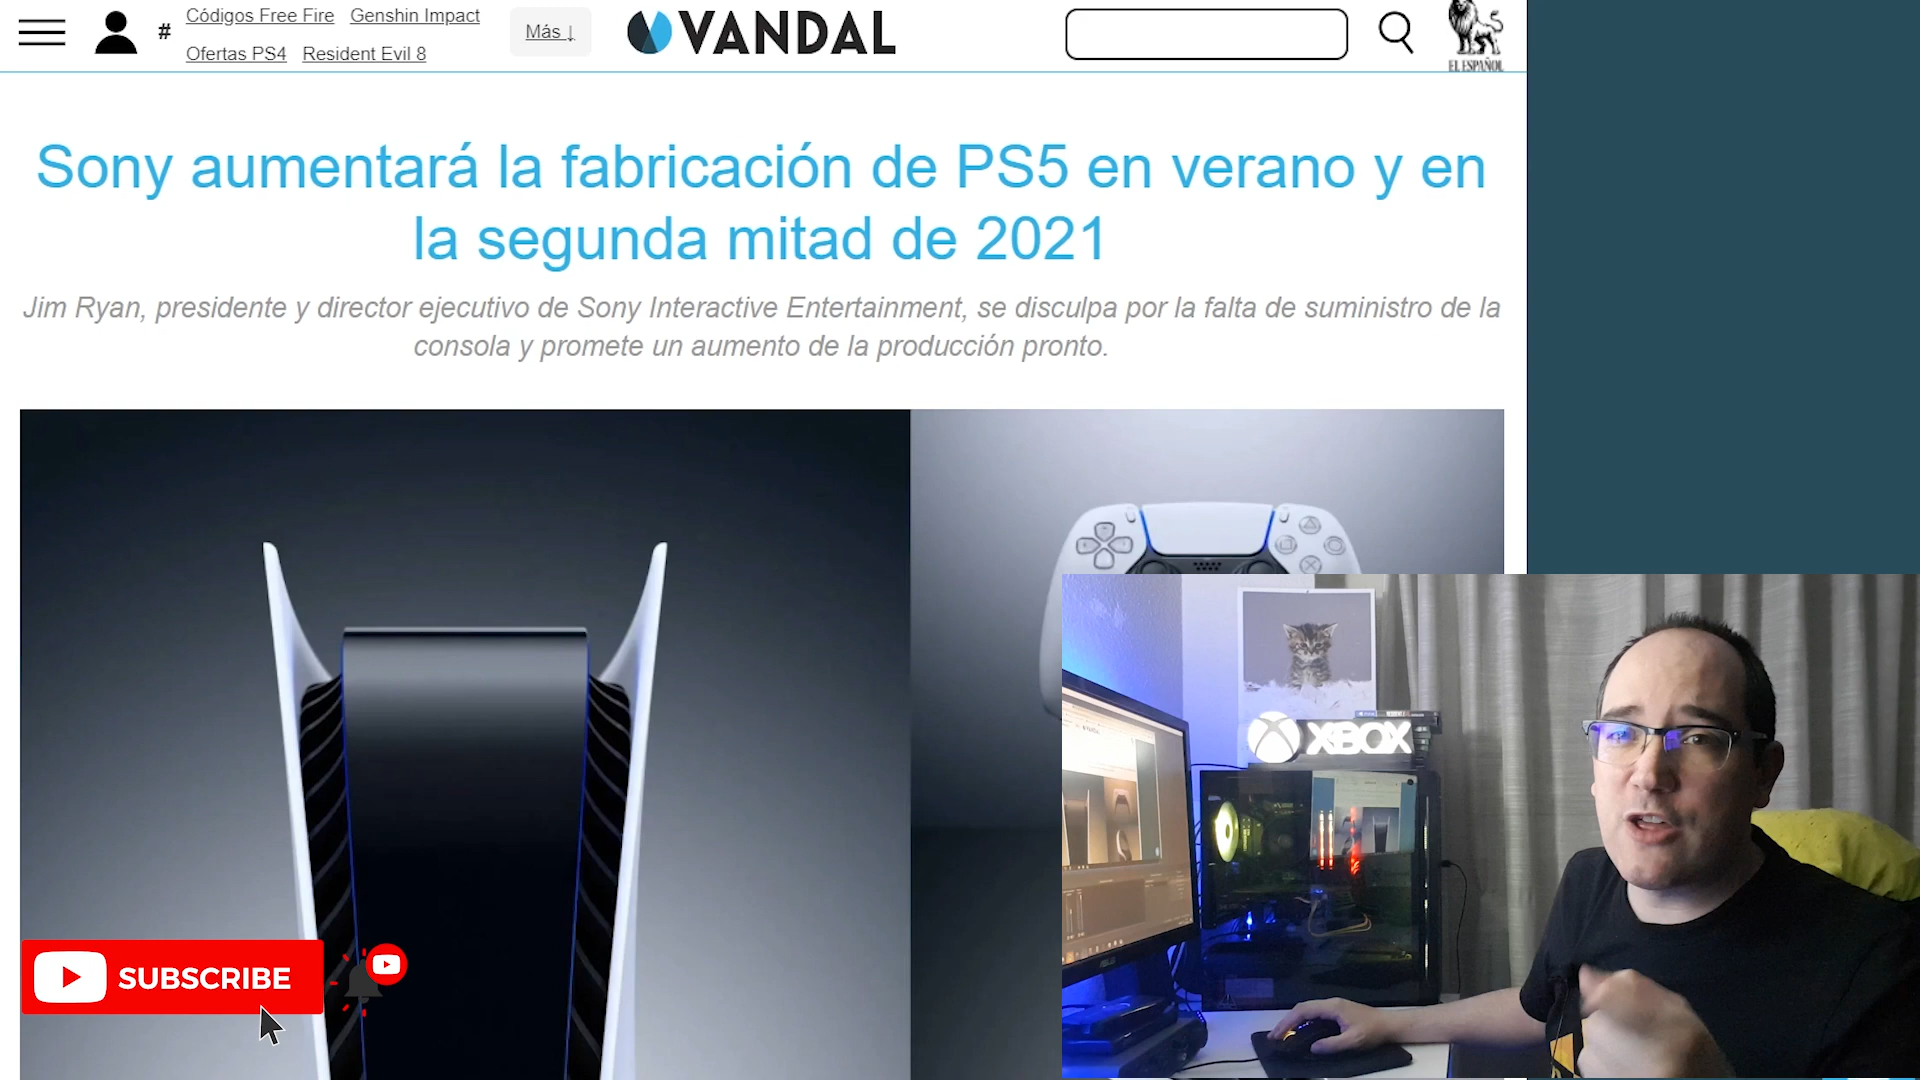 # Códigos Free Fire Genshin Impact
Ofertas PS4 Resident Evil 8
Más ↓
VANDAL
EL ESPAÑOL
Sony aumentará la fabricación de PS5 en verano y en
la segunda mitad de 2021
Jim Ryan, presidente y director ejecutivo de Sony Interactive Entertainment, se disculpa por la falta de suministro de la
consola y promete un aumento de la producción pronto.
XBOX
SUBSCRIBE